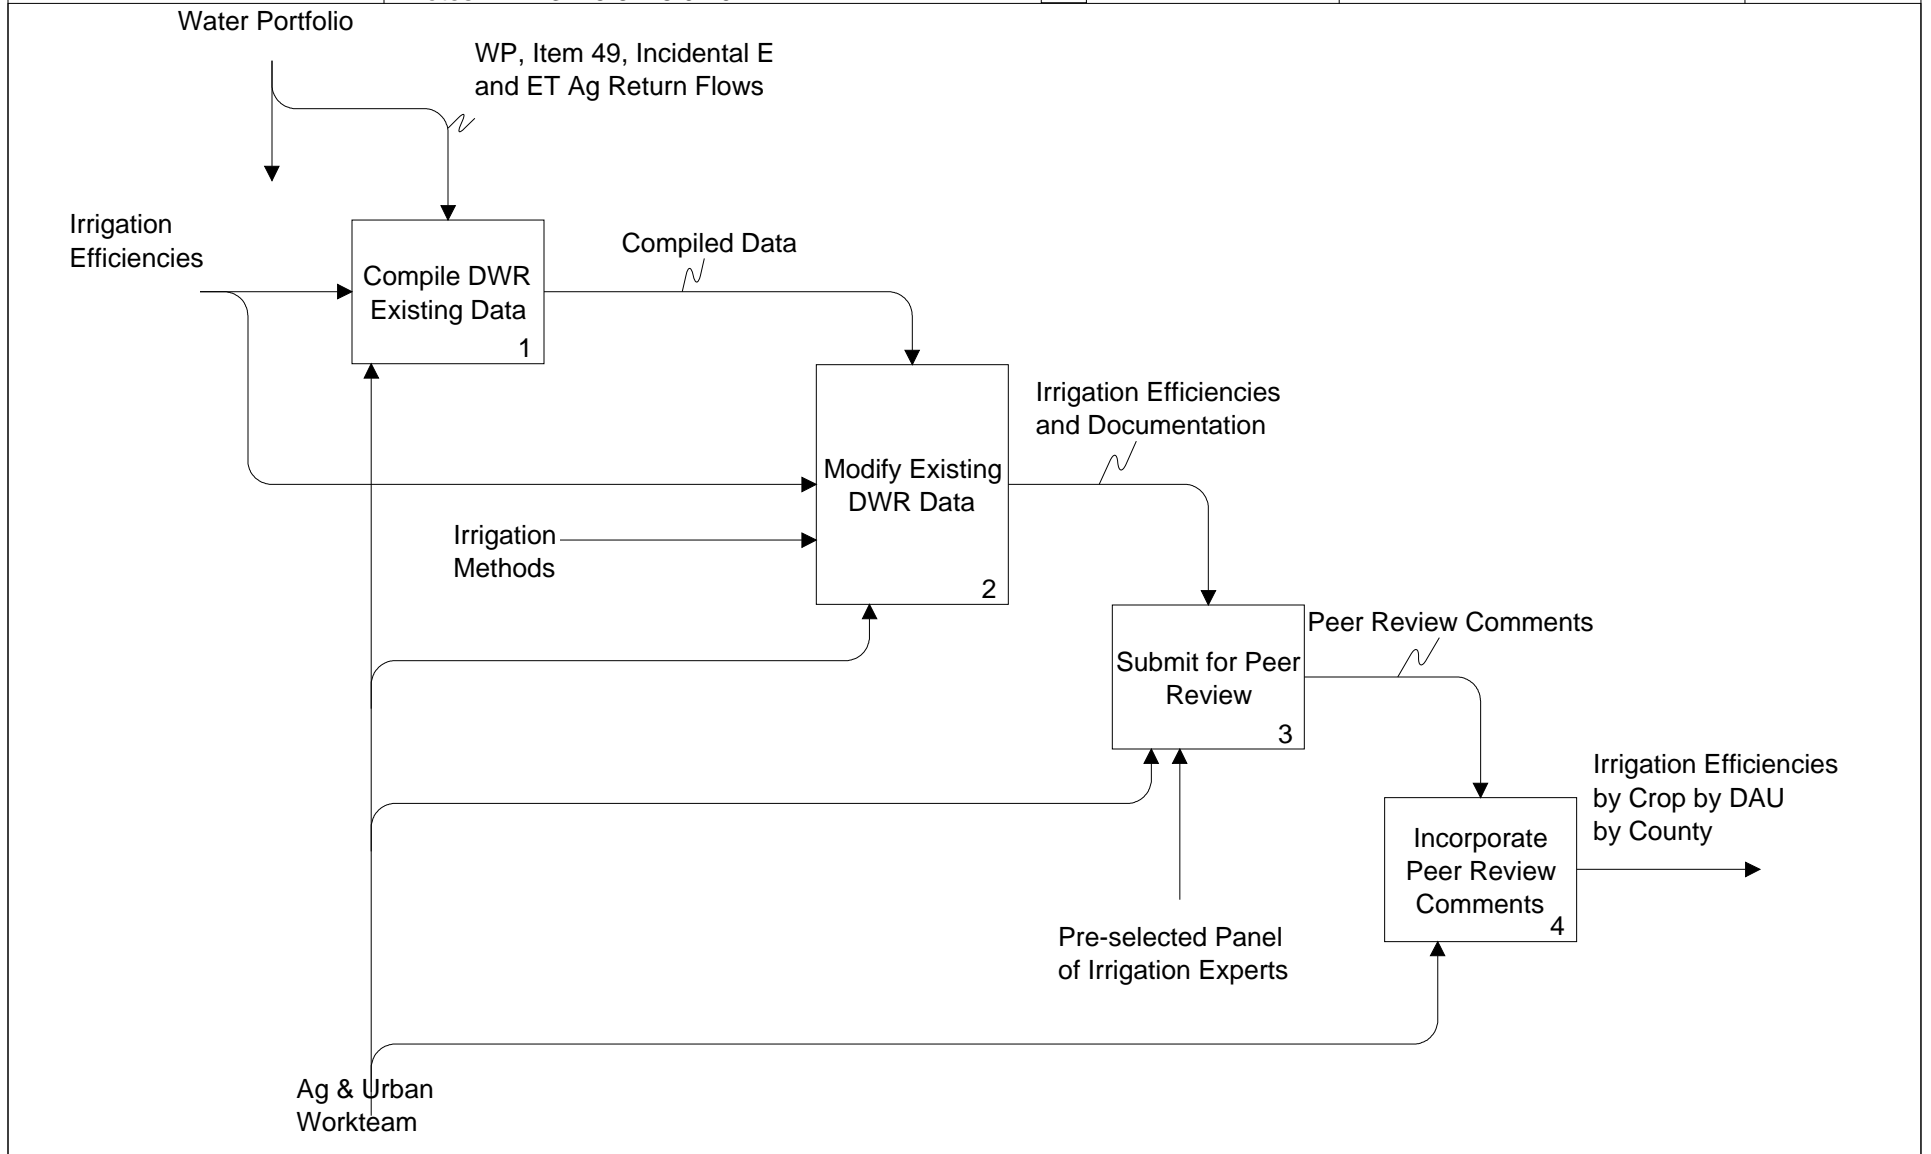 Water Portfolio
WP, Item 49, Incidental E
and ET Ag Return Flows
Irrigation
Efficiencies
Compile DWR
Existing Data
1
Compiled Data
Modify Existing
DWR Data
2
Irrigation Efficiencies
and Documentation
Irrigation
Methods
Submit for Peer
Review
3
Peer Review Comments
Incorporate
Peer Review
Comments
4
Irrigation Efficiencies
by Crop by DAU
by County
Pre-selected Panel
of Irrigation Experts
Ag & Urban
Workteam